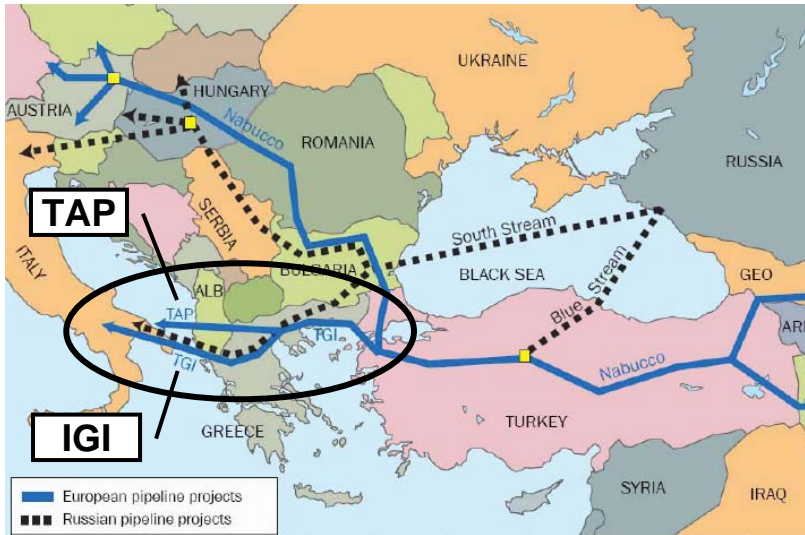 UKRAINE
HUNGARY
AUSTRIA
Nabucco
ROMANIA
RUSSIA
TAP
SERBIA
South Stream
ITALY
BULGARIA
BLACK SEA
Blue Stream
GEO
ALB
TAP
TGI
TGI
Nabucco
IGI
TURKEY
GREECE
SYRIA
IRAQ
European pipeline projects
Russian pipeline projects